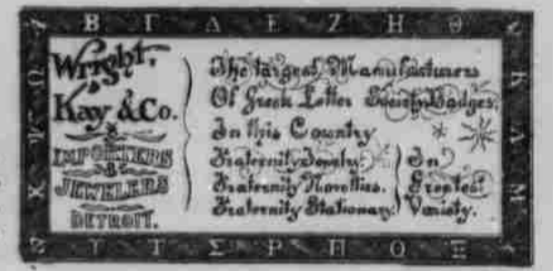 Α Β Γ Δ Ε Ζ Η Θ Ι
Wright,
Kay & Co.
IMPORTERS
&
JEWELERS
DETROIT.
The largest Manufacturers
Of Greek Letter Society Badges.
In this Country
Fraternity Jewelry.
Fraternity Novelties.
Fraternity Stationary.
In
Greatest
Variety.
Κ Λ Μ
Ξ Ο Π Ρ Σ Τ Υ
Χ Ψ Ω